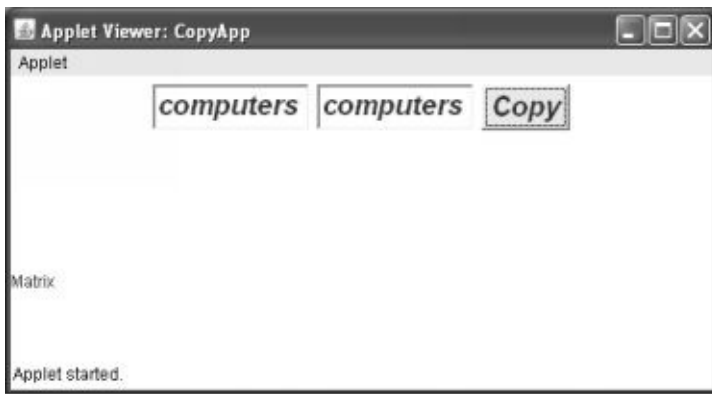 Applet Viewer: CopyApp
Applet
computers computers Copy
Matrix
Applet started.